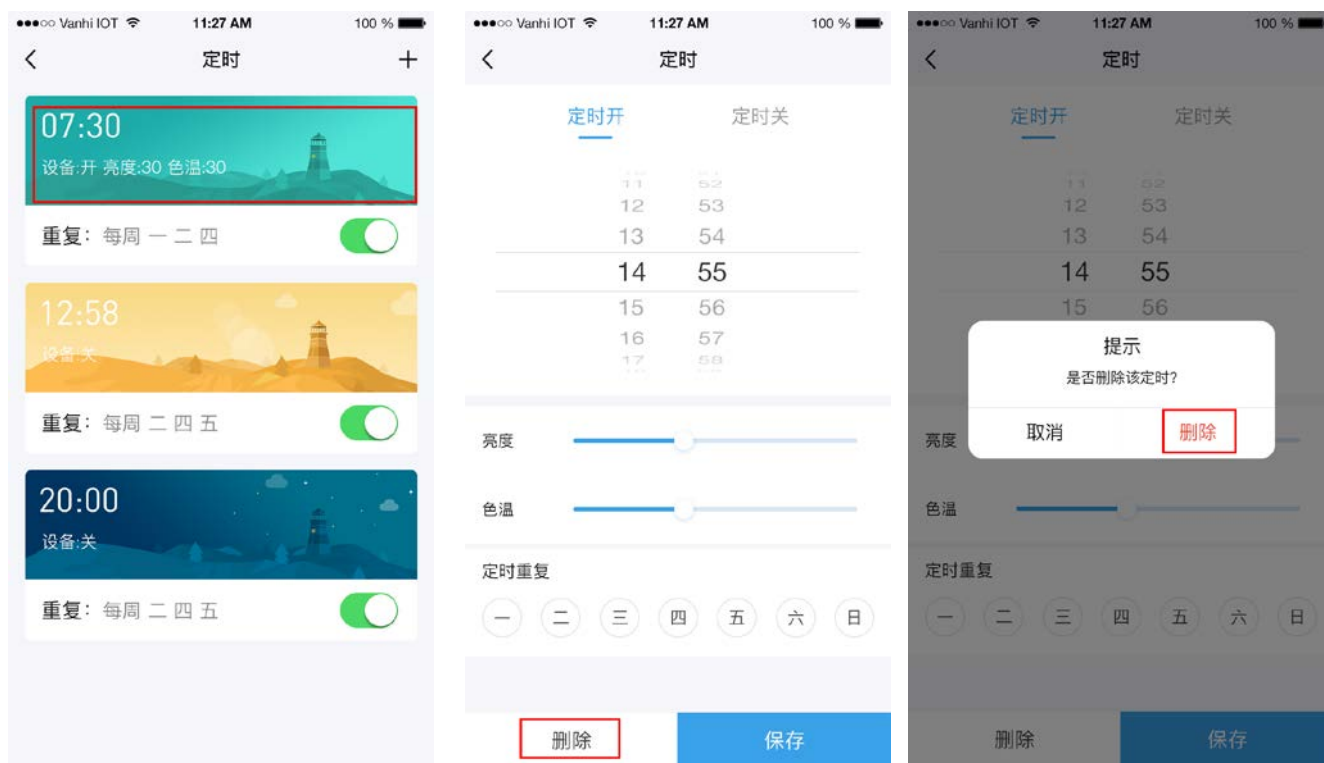 Vanhi IOT 11:27 AM 100 %
定时
07:30
设备:开 亮度:30 色温:30
重复：每周 一 二 四
12:58
设备:关
重复：每周 二 四 五
20:00
设备:关
重复：每周 二 四 五
Vanhi IOT 11:27 AM 100 %
定时
定时开 定时关
11 52
12 53
13 54
14 55
15 56
16 57
17 58
亮度
色温
定时重复
一 二 三 四 五 六 日
删除 保存
Vanhi IOT 11:27 AM 100 %
定时
定时开 定时关
11 52
12 53
13 54
14 55
15 56
提示
是否删除该定时?
取消 删除
亮度
色温
定时重复
一 二 三 四 五 六 日
删除 保存